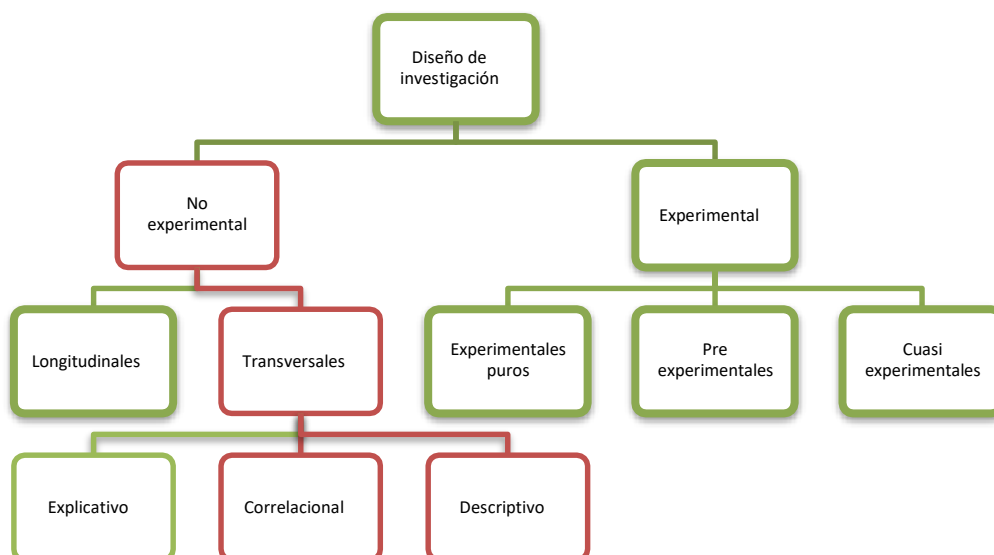 Diseño de
investigación
No
experimental
Experimental
Longitudinales
Transversales
Experimentales
puros
Pre
experimentales
Cuasi
experimentales
Explicativo
Correlacional
Descriptivo